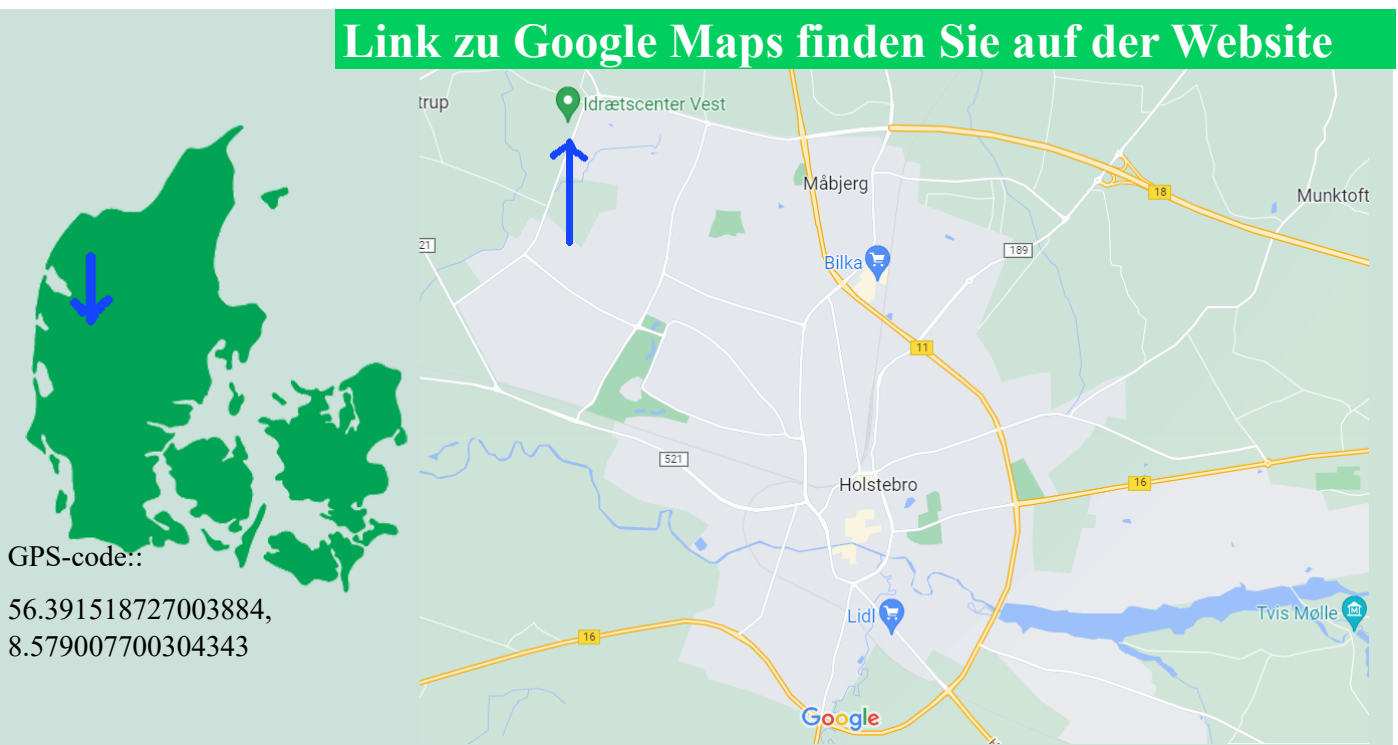 Link zu Google Maps finden Sie auf der Website
trup
Idrætscenter Vest
Måbjerg
18
Munktoft
21
189
Bilka
11
521
16
Holstebro
GPS-code::
56.391518727003884,
8.579007700304343
Lidl
Tvis Mølle
16
Google